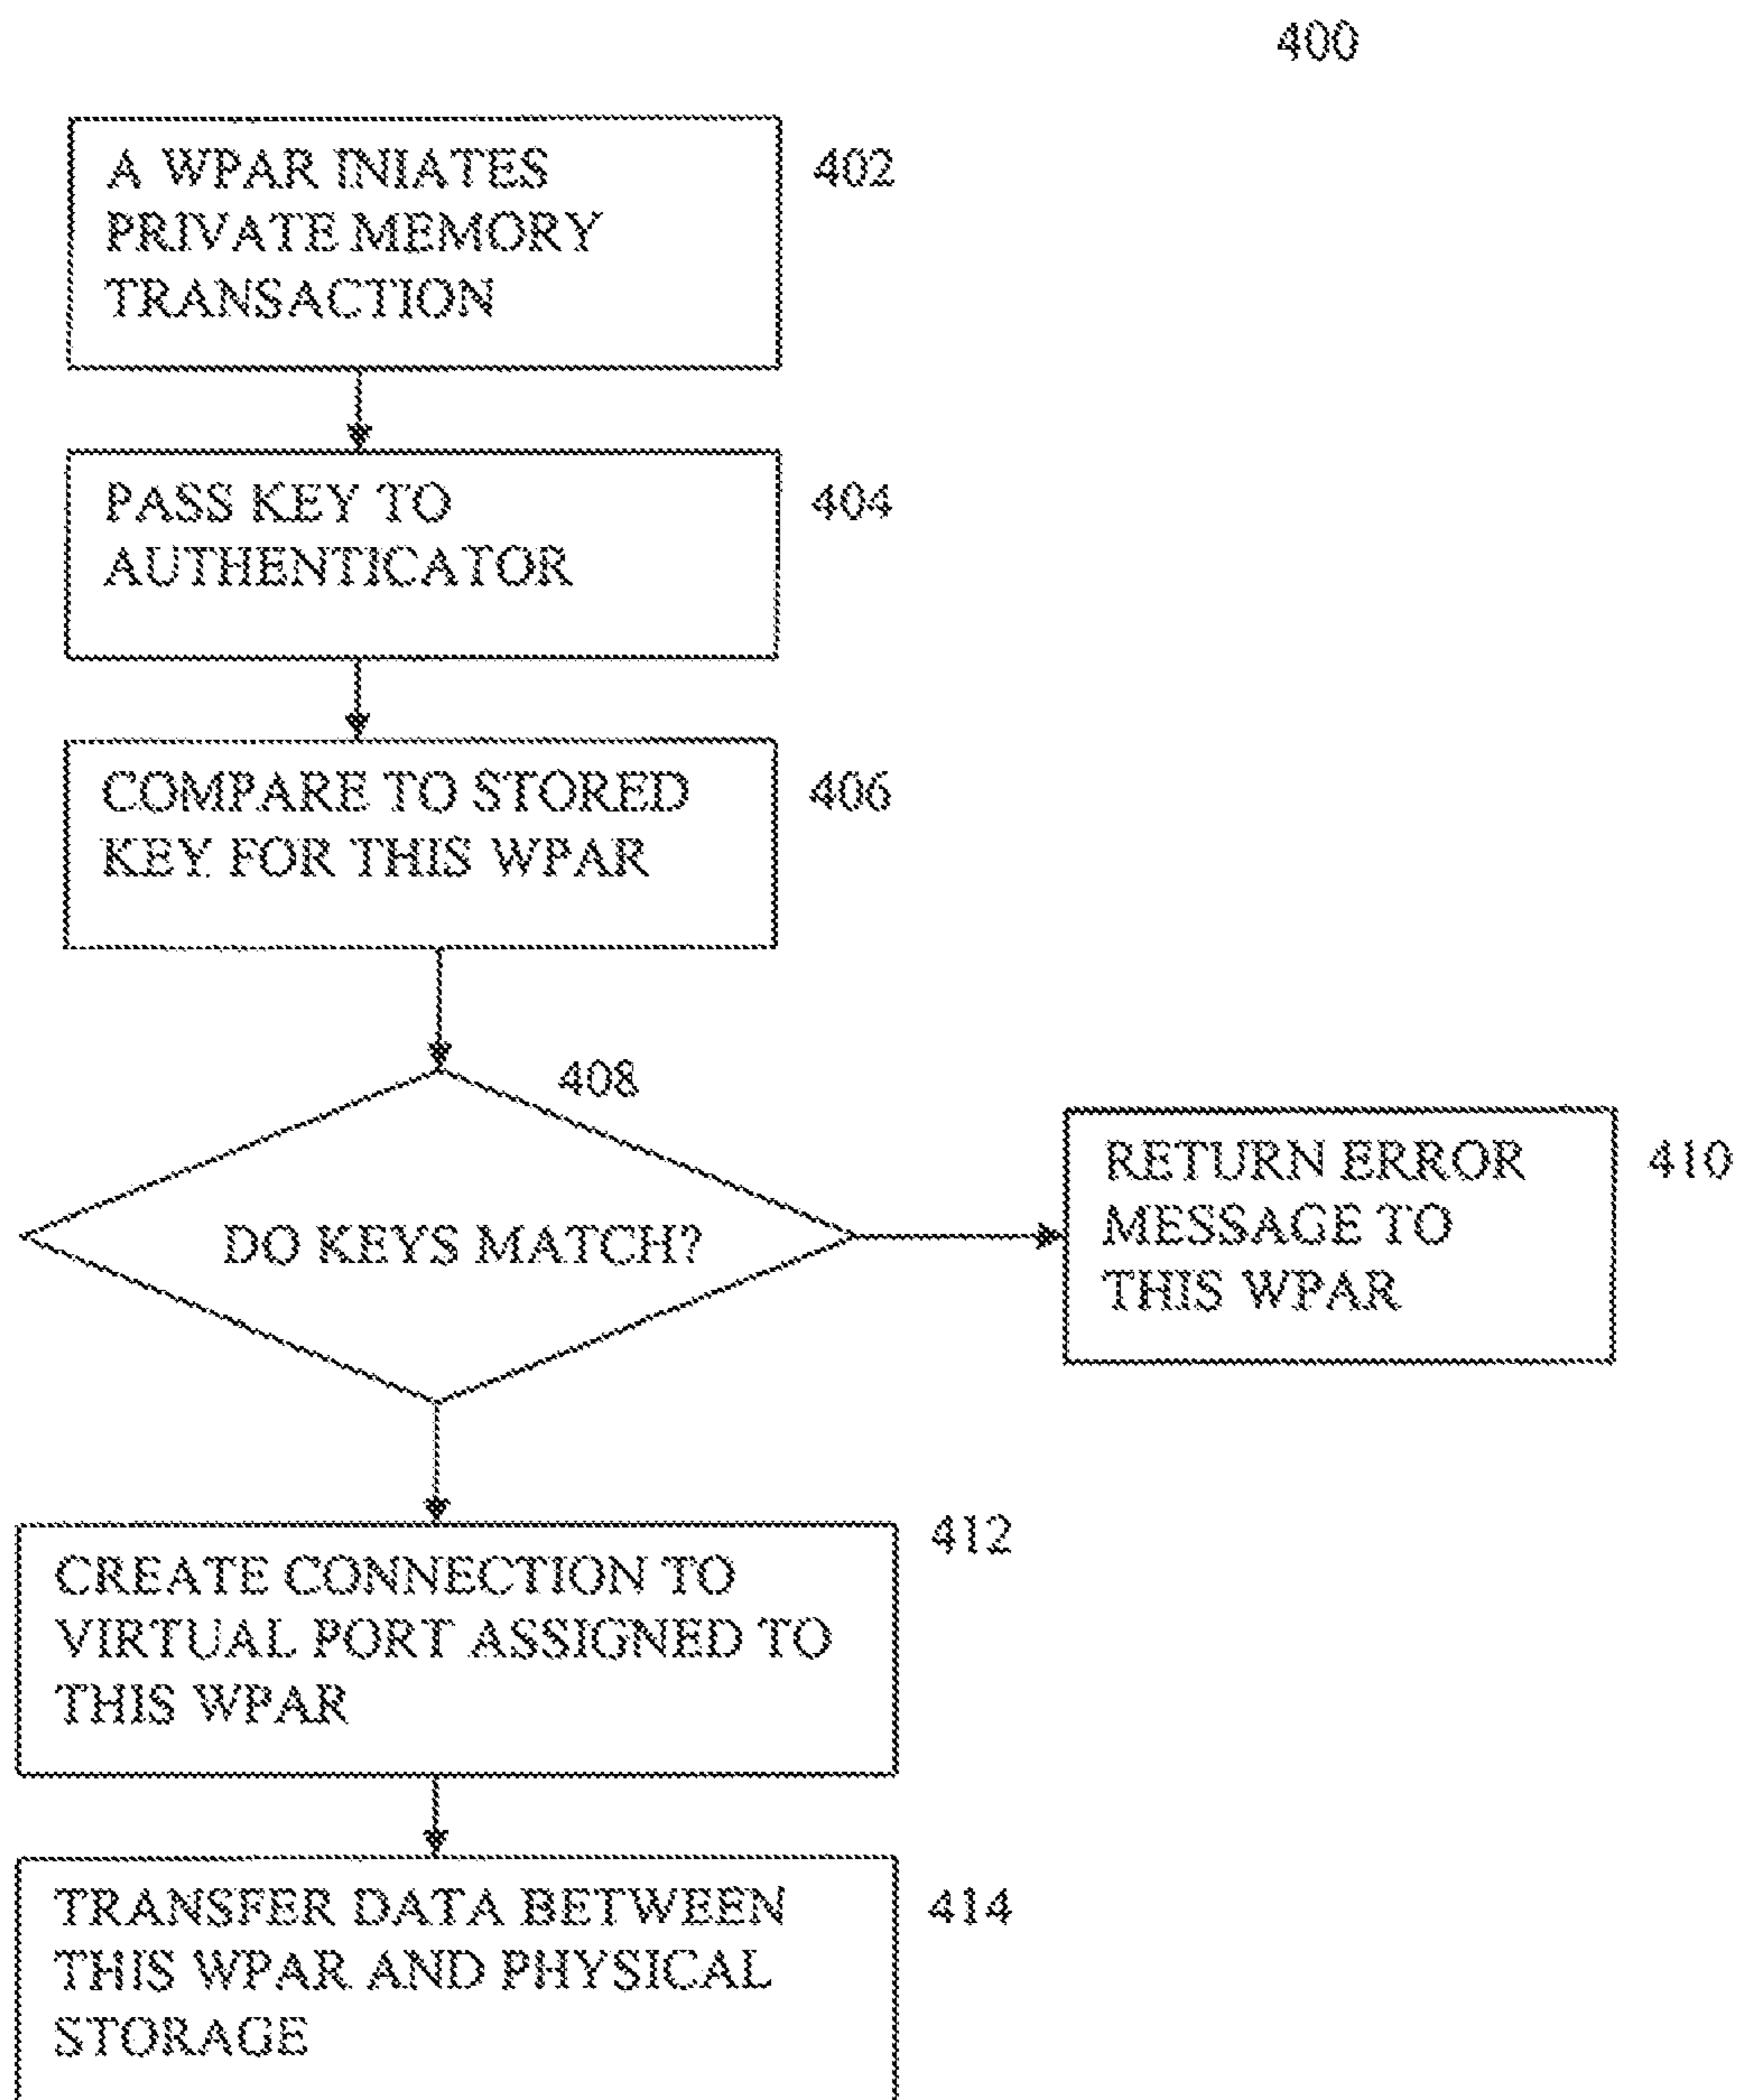 400
A WPAR INIATES
PRIVATE MEMORY
TRANSACTION
402
PASS KEY TO
AUTHENTICATOR
404
COMPARE TO STORED
KEY FOR THIS WPAR
406
408
DO KEYS MATCH?
RETURN ERROR
MESSAGE TO
THIS WPAR
410
CREATE CONNECTION TO
VIRTUAL PORT ASSIGNED TO
THIS WPAR
412
TRANSFER DATA BETWEEN
THIS WPAR AND PHYSICAL
STORAGE
414